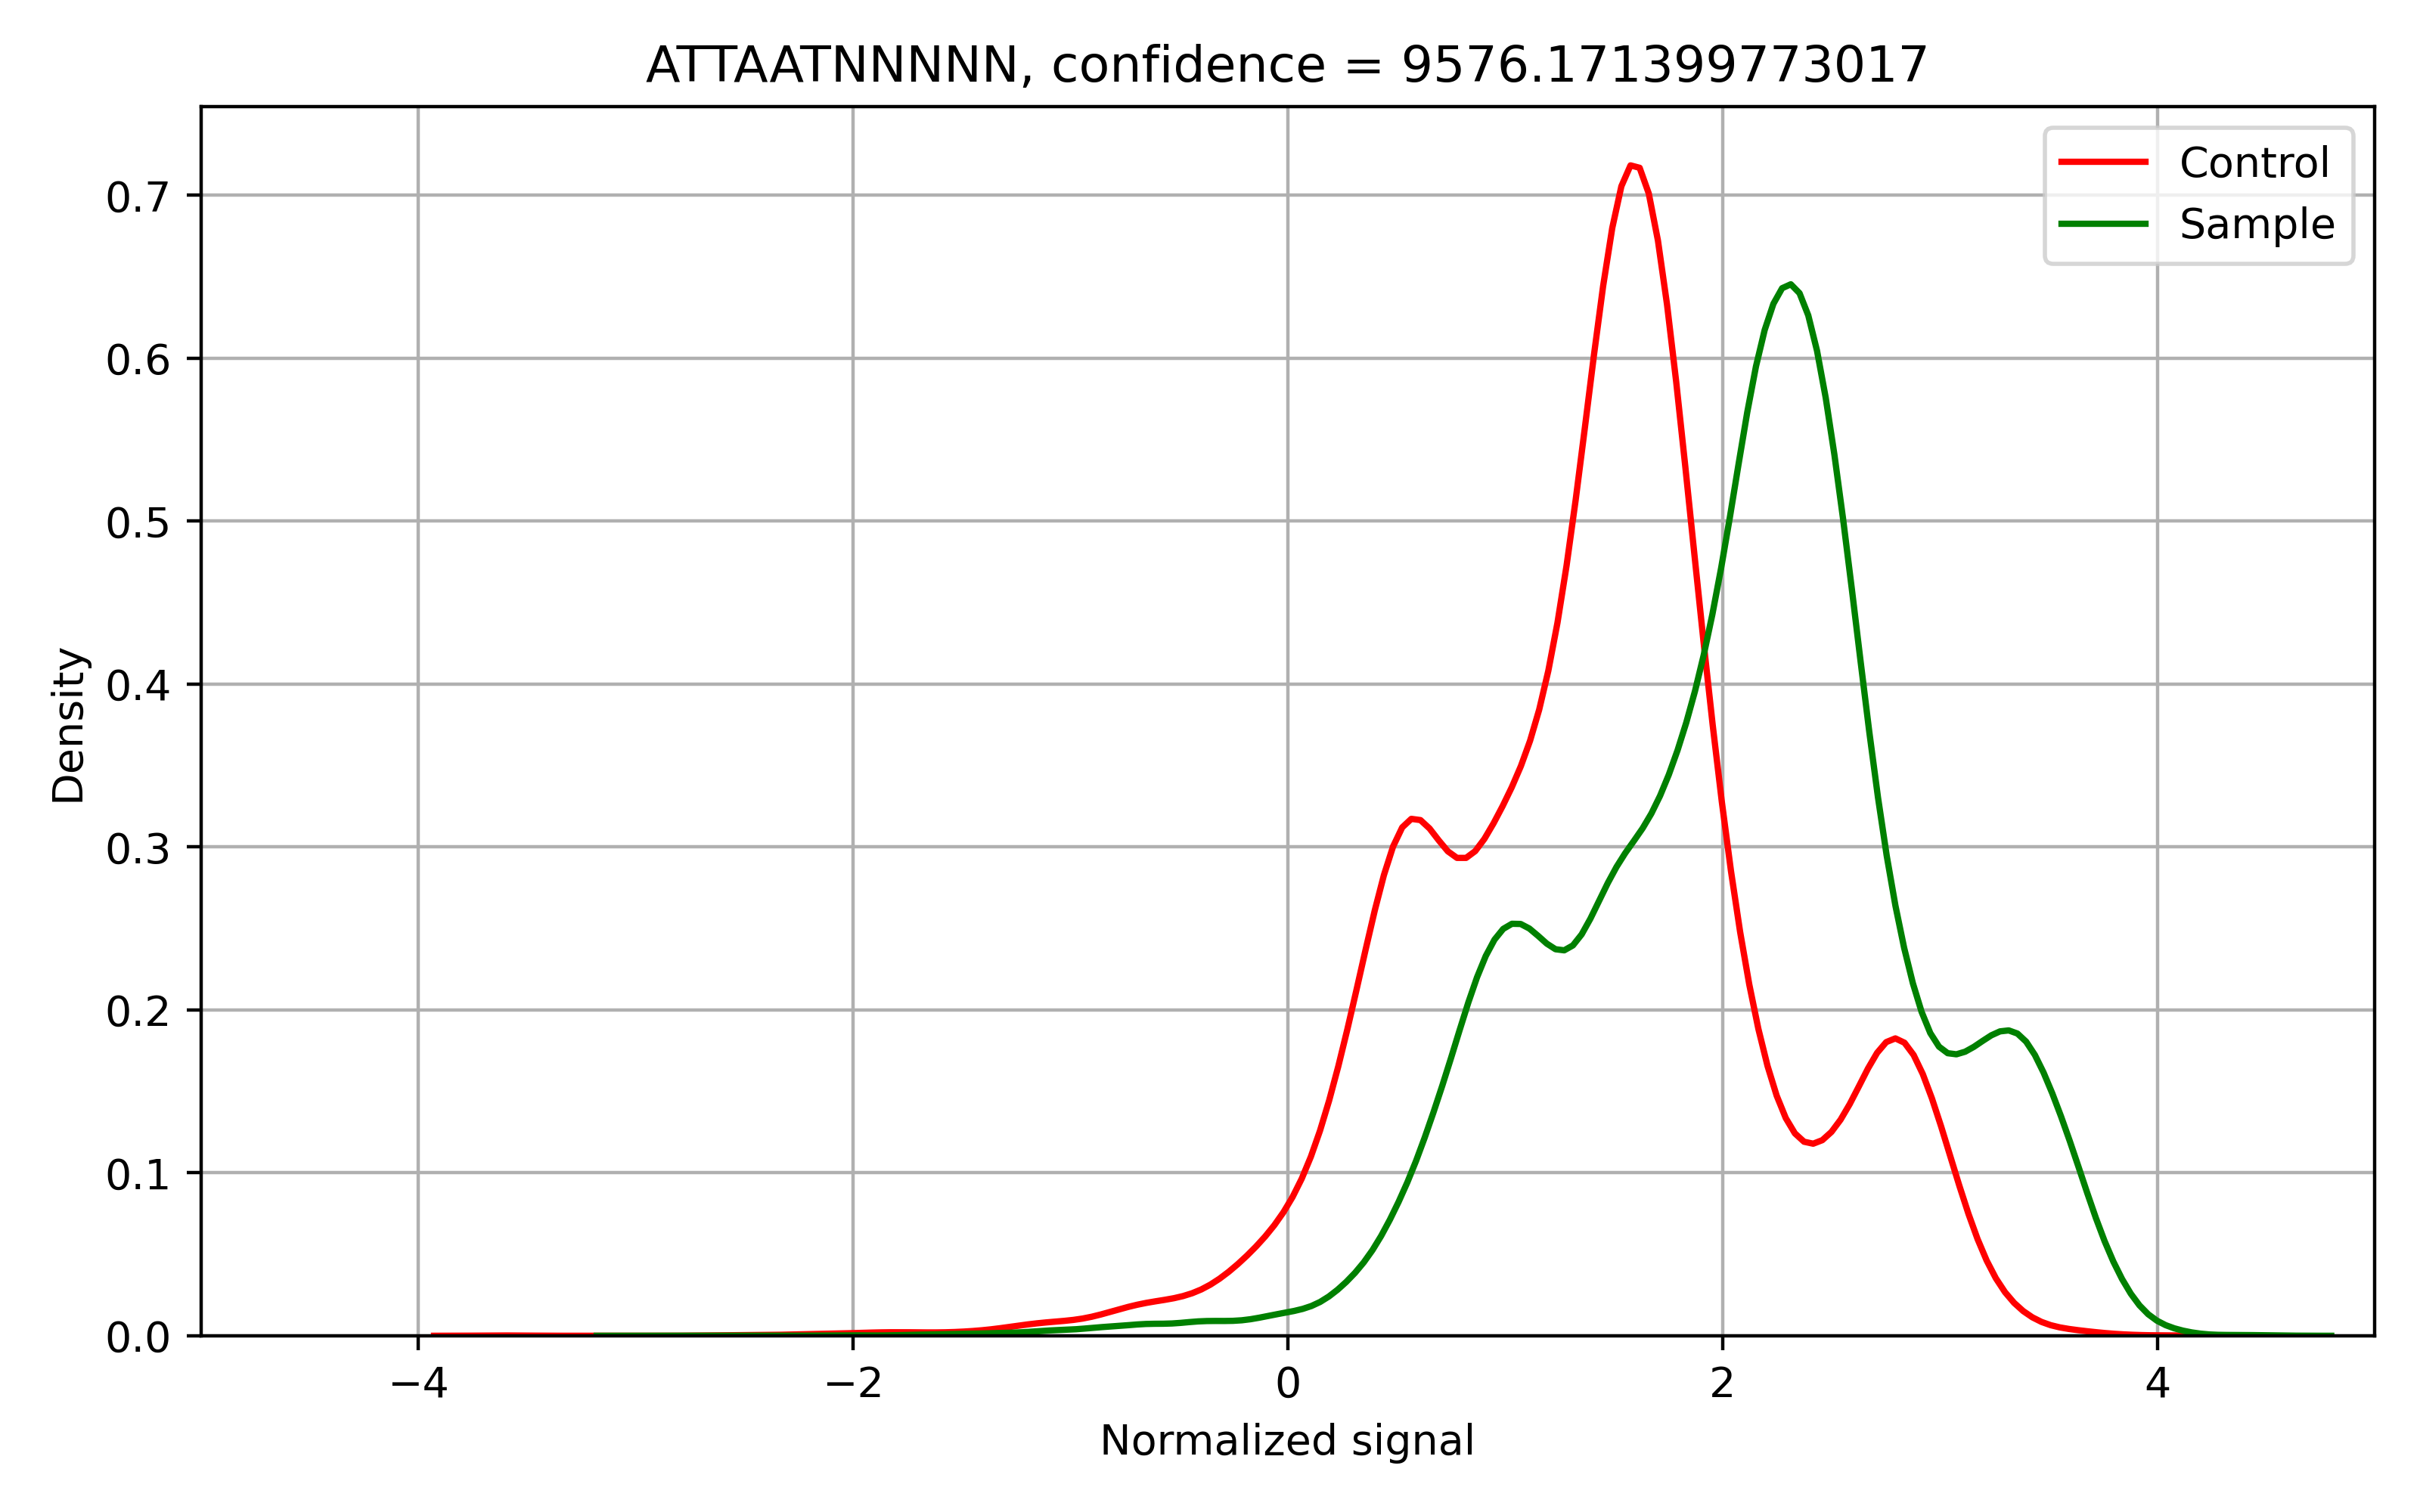 ATTAATNNNNN, confidence = 9576.171399773017
Control
Sample
Density
0.7
0.6
0.5
0.4
0.3
0.2
0.1
0.0
−4 −2 0 2 4
Normalized signal